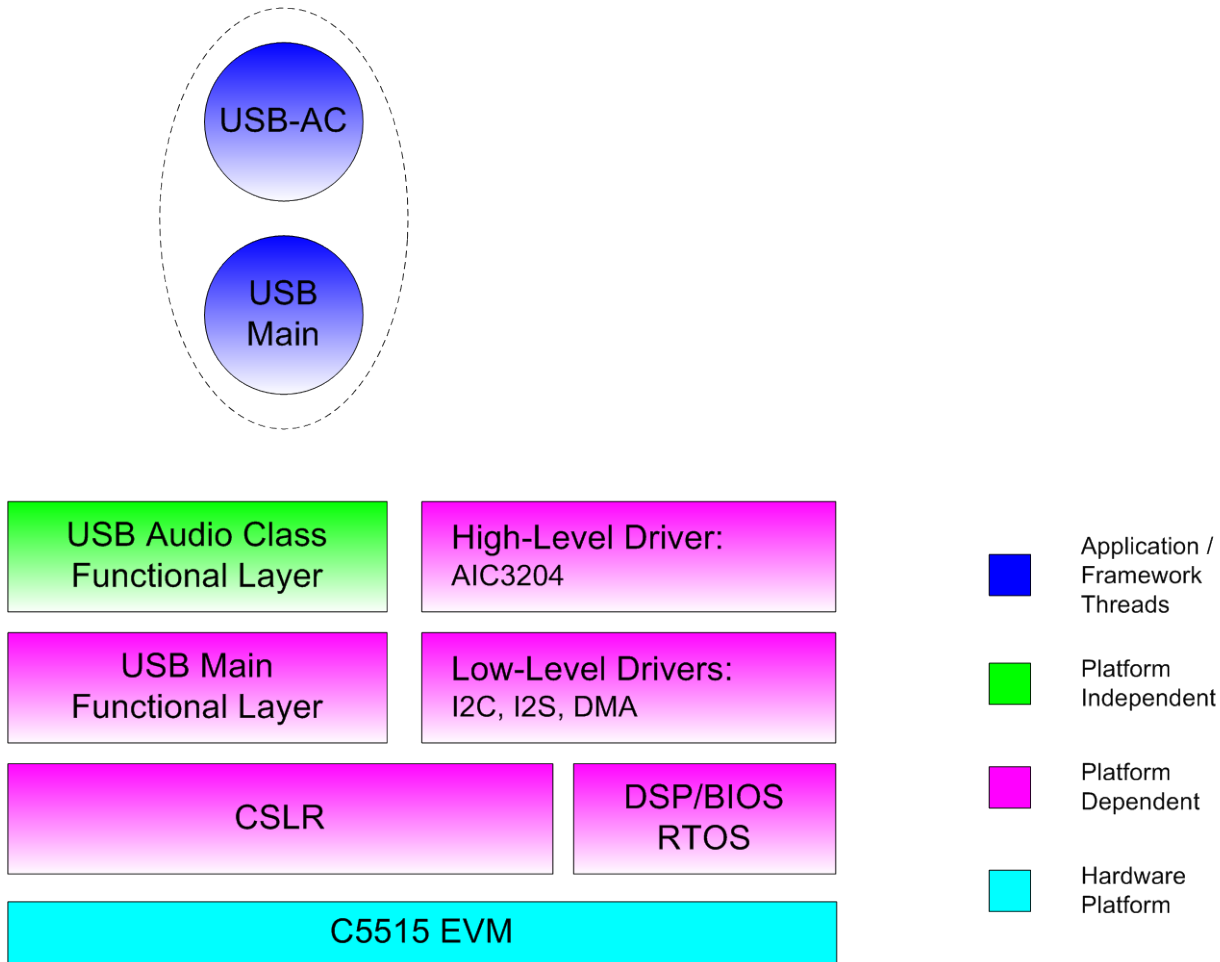 USB-AC
USB
Main
USB Audio Class
Functional Layer
High-Level Driver:
AIC3204
USB Main
Functional Layer
Low-Level Drivers:
I2C, I2S, DMA
CSLR
DSP/BIOS
RTOS
C5515 EVM
Application /
Framework
Threads
Platform
Independent
Platform
Dependent
Hardware
Platform